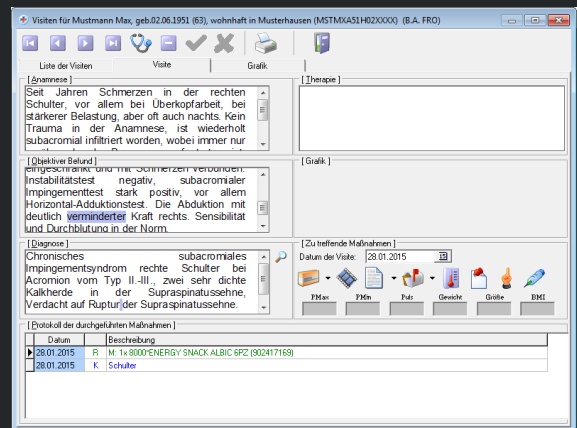 Visiten für Mustmann Max, geb.02.06.1951 (63), wohnhaft in Musterhausen (MSTMXA51H02XXXX) (B.A. FRO)
Liste der Visiten Visite Grafik
[ Anamnese ]
Seit Jahren Schmerzen in der rechten
Schulter, vor allem bei Überkopfarbeit, bei
stärkerer Belastung, aber oft auch nachts. Kein
Trauma in der Anamnese, ist wiederholt
subacromial infiltriert worden, wobei immer nur
[ Therapie ]
[ Objektiver Befund ]
eingeschränkt und mit Schmerzen verbunden.
Instabilitätstest negativ, subacromialer
Impingementtest stark positiv, vor allem
Horizontal-Adduktionstest. Die Abduktion mit
deutlich verminderter Kraft rechts. Sensibilität
und Durchblutung in der Norm.
[ Grafik ]
[ Diagnose ]
Chronisches subacromiales
Impingementsyndrom rechte Schulter bei
Acromion vom Typ II.-III., zwei sehr dichte
Kalkherde in der Supraspinatussehne,
Verdacht auf Ruptur der Supraspinatussehne.
[ Zu treffende Maßnahmen ]
Datum der Visite: 28.01.2015 15
PMax PMin Puls Gewicht Größe BMI
[ Protokoll der durchgeführten Maßnahmen ]
Datum Beschreibung
28.01.2015 R M: 1x 8000*ENERGY SNACK ALBIC 6PZ (902417169)
28.01.2015 K Schulter